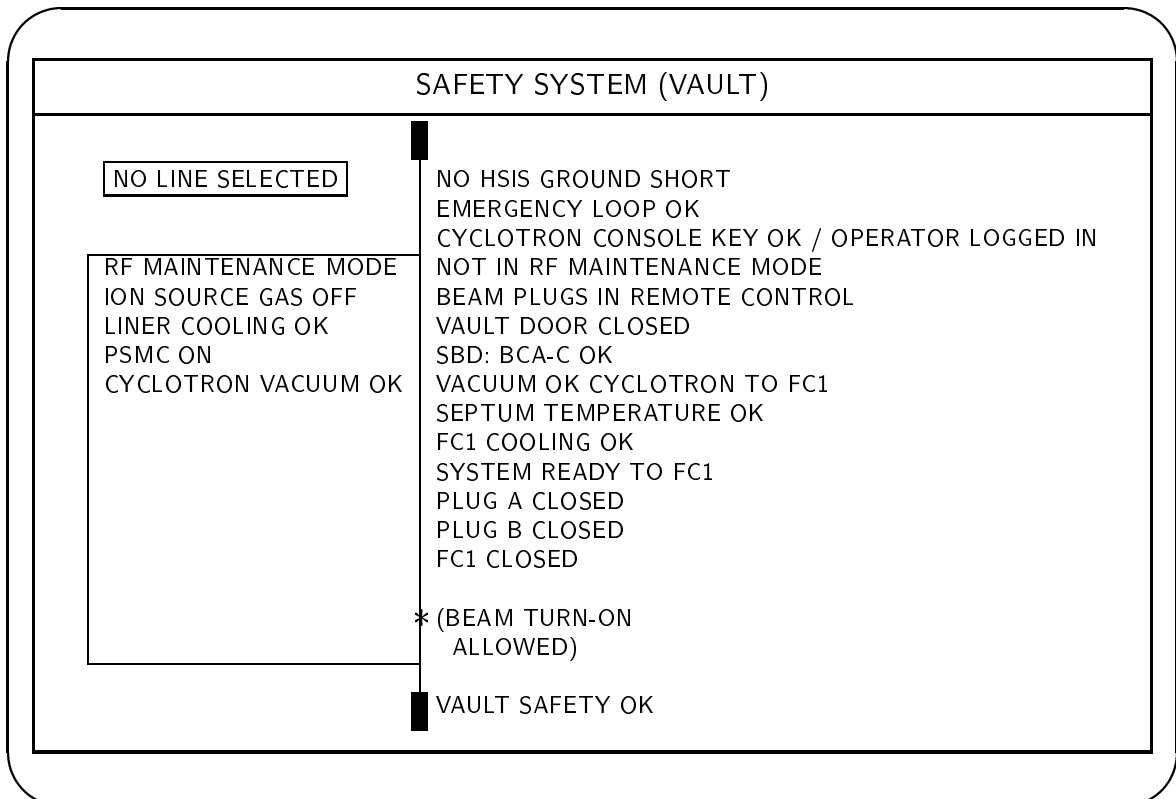 SAFETY SYSTEM (VAULT)
NO LINE SELECTED
RF MAINTENANCE MODE
ION SOURCE GAS OFF
LINER COOLING OK
PSMC ON
CYCLOTRON VACUUM OK
NO HSIS GROUND SHORT
EMERGENCY LOOP OK
CYCLOTRON CONSOLE KEY OK / OPERATOR LOGGED IN
NOT IN RF MAINTENANCE MODE
BEAM PLUGS IN REMOTE CONTROL
VAULT DOOR CLOSED
SBD: BCA-C OK
VACUUM OK CYCLOTRON TO FC1
SEPTUM TEMPERATURE OK
FC1 COOLING OK
SYSTEM READY TO FC1
PLUG A CLOSED
PLUG B CLOSED
FC1 CLOSED
* (BEAM TURN-ON
ALLOWED)
VAULT SAFETY OK